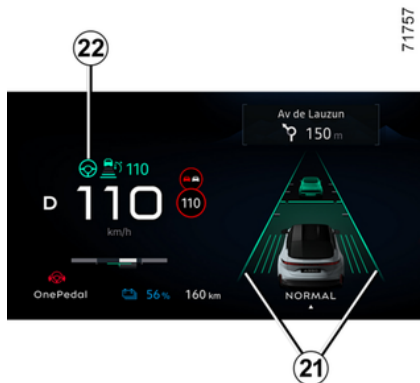 71757
22
Av de Lauzun
150 m
110
D
110
km/h
110
OnePedal
56 %
160 km
NORMAL
21